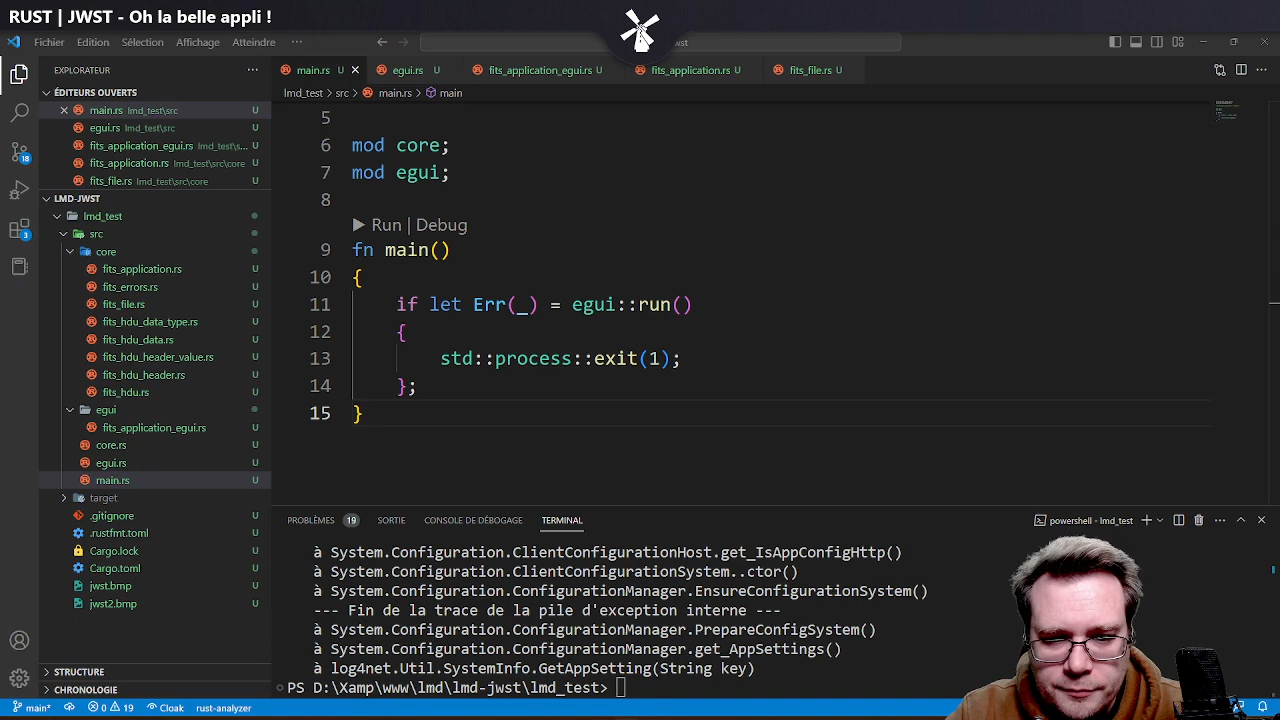 RUST | JWST - Oh la belle appli !
Fichier Edition Sélection Affichage Atteindre ···
main.rs U
egui.rs U
fits_application_egui.rs U
fits_application.rs U
fits_file.rs U
EXPLORATEUR
ÉDITEURS OUVERTS
main.rs lmd_test\src U
egui.rs lmd_test\src U
fits_application_egui.rs lmd_test\s... U
fits_application.rs lmd_test\src\core U
fits_file.rs lmd_test\src\core U
LMD-JWST
lmd_test
src
core
fits_application.rs U
fits_errors.rs U
fits_file.rs U
fits_hdu_data_type.rs U
fits_hdu_data.rs U
fits_hdu_header_value.rs U
fits_hdu_header.rs U
fits_hdu.rs U
egui
fits_application_egui.rs U
core.rs U
egui.rs U
main.rs U
target
.gitignore U
.rustfmt.toml U
Cargo.lock U
Cargo.toml U
jwst.bmp U
jwst2.bmp U
STRUCTURE
CHRONOLOGIE
18
3
lmd_test > src > main.rs > main
5
6 mod core;
7 mod egui;
8
Run | Debug
9 fn main()
10 {
11 if let Err(_) = egui::run()
12 {
13 std::process::exit(1);
14 };
15 }
PROBLÈMES 19 SORTIE CONSOLE DE DÉBOGAGE TERMINAL
powershell - lmd_test
à System.Configuration.ClientConfigurationHost.get_IsAppConfigHttp()
à System.Configuration.ClientConfigurationSystem..ctor()
à System.Configuration.ConfigurationManager.EnsureConfigurationSystem()
--- Fin de la trace de la pile d'exception interne ---
à System.Configuration.ConfigurationManager.PrepareConfigSystem()
à System.Configuration.ConfigurationManager.get_AppSettings()
à log4net.Util.SystemInfo.GetAppSetting(String key)
PS D:\Xamp\www\lmd\lmd-jwst\lmd_test>
main* 0 19 Cloak rust-analyzer